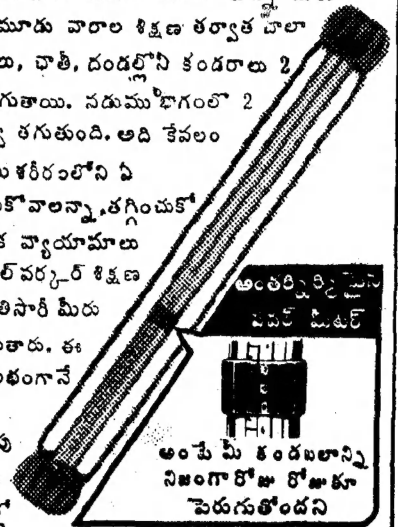 మూడు వారాల శిక్షణ తర్వాత చాలా
లు, ఛాతీ, దండల్లోని కండరాలు 2
గుతాయి. నడుము భాగంలో 2
తగుతుంది. అది కేవలం
శరీరంలోని ఏ
కోవాలన్నా, తగ్గించుకో
క వ్యాయామాలు
ల్‌వర్కర్ శిక్షణ
తిసారీ మీరు
తారు. ఈ
భంగానే
పు
అంతర్నిర్మితమైన
పవర్ మీటర్
అంటే మీ కండబలాన్ని
నిజంగా రోజు రోజుకూ
పెరుగుతోందని